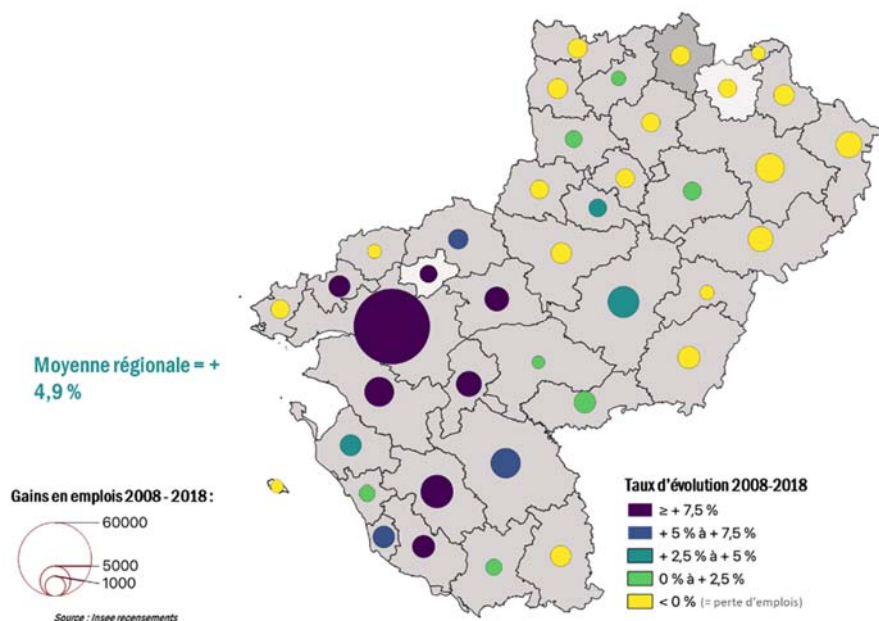 Moyenne régionale = +
4,9 %
Gains en emplois 2008 - 2018 :
60000
5000
1000
Source : Insee recensements
Taux d'évolution 2008-2018
≥ + 7,5 %
+ 5 % à + 7,5 %
+ 2,5 % à + 5 %
0 % à + 2,5 %
< 0 % (= perte d'emplois)